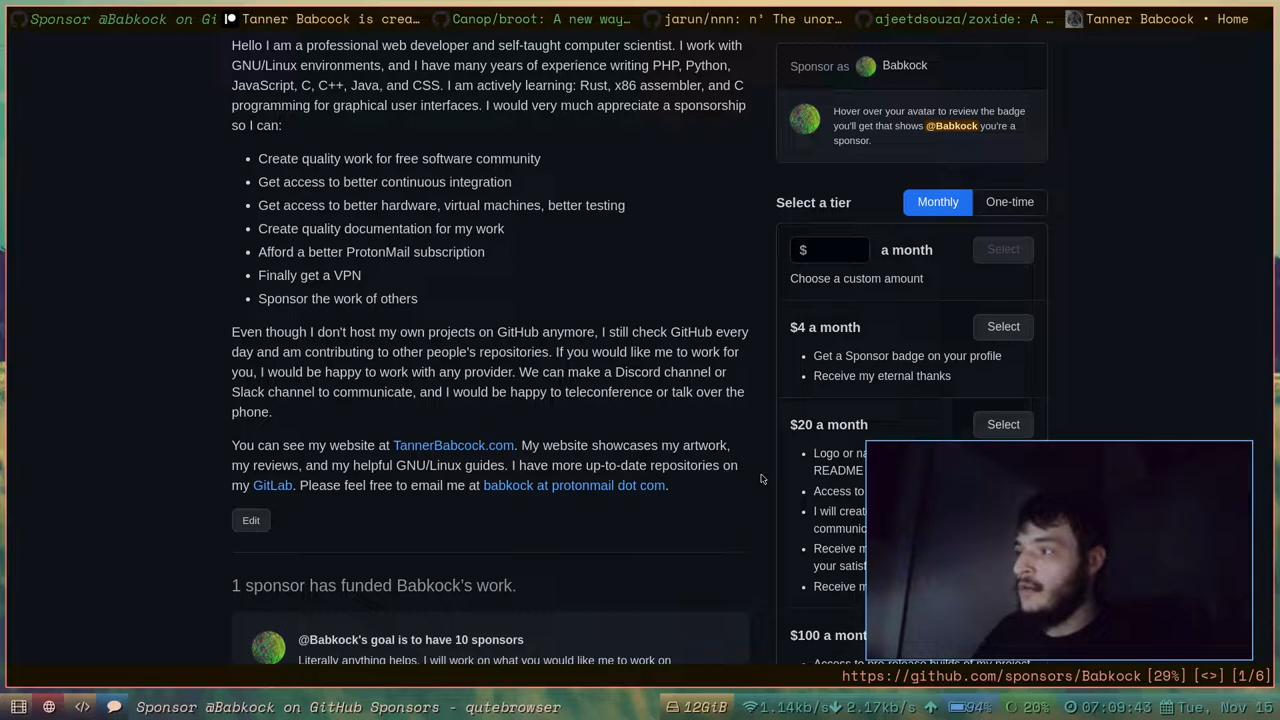 Sponsor @Babkock on Gi
Tanner Babcock is crea…
Canop/broot: A new way…
jarun/nnn: n³ The unor…
ajeetdsouza/zoxide: A …
Tanner Babcock • Home
Hello I am a professional web developer and self-taught computer scientist. I work with
GNU/Linux environments, and I have many years of experience writing PHP, Python,
JavaScript, C, C++, Java, and CSS. I am actively learning: Rust, x86 assembler, and C
programming for graphical user interfaces. I would very much appreciate a sponsorship
so I can:
• Create quality work for free software community
• Get access to better continuous integration
• Get access to better hardware, virtual machines, better testing
• Create quality documentation for my work
• Afford a better ProtonMail subscription
• Finally get a VPN
• Sponsor the work of others
Even though I don't host my own projects on GitHub anymore, I still check GitHub every
day and am contributing to other people's repositories. If you would like me to work for
you, I would be happy to work with any provider. We can make a Discord channel or
Slack channel to communicate, and I would be happy to teleconference or talk over the
phone.
You can see my website at TannerBabcock.com. My website showcases my artwork,
my reviews, and my helpful GNU/Linux guides. I have more up-to-date repositories on
my GitLab. Please feel free to email me at babkock at protonmail dot com.
Edit
1 sponsor has funded Babkock's work.
@Babkock's goal is to have 10 sponsors
Literally anything helps. I will work on what you would like me to work on
Sponsor as Babkock
Hover over your avatar to review the badge
you'll get that shows @Babkock you're a
sponsor.
Select a tier
Monthly
One-time
$
a month
Select
Choose a custom amount
$4 a month
Select
• Get a Sponsor badge on your profile
• Receive my eternal thanks
$20 a month
Select
• Logo or na
README
• Access to
• I will creat
communic
• Receive m
your satisf
• Receive m
$100 a mont
• Access to pre-release builds of my project
https://github.com/sponsors/Babkock [29%] [<>] [1/6]
Sponsor @Babkock on GitHub Sponsors - qutebrowser
12GiB
1.14kb/s
2.17kb/s
94%
20%
07:09:43
Tue, Nov 15